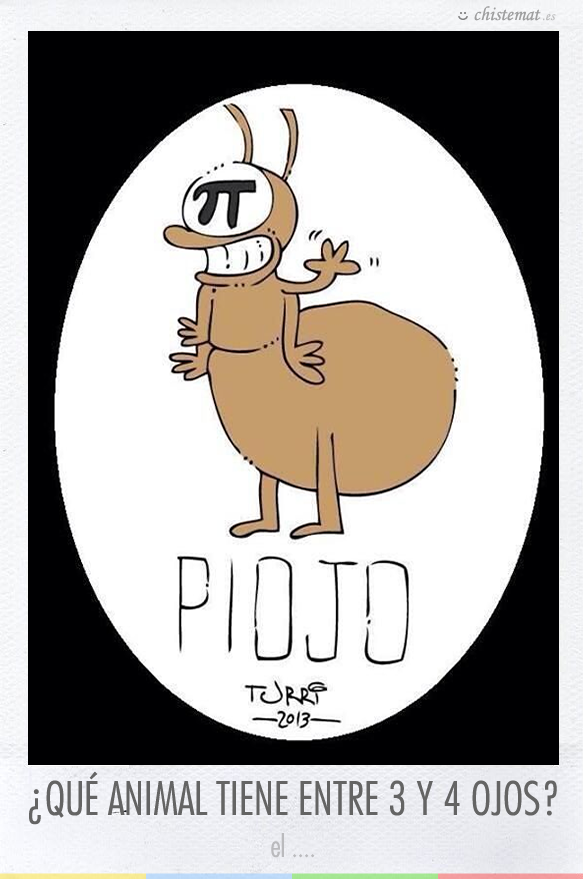 chistemat.es
π
PIOJO
TURRi
—2013—
¿QUÉ ANIMAL TIENE ENTRE 3 Y 4 OJOS?
el ....